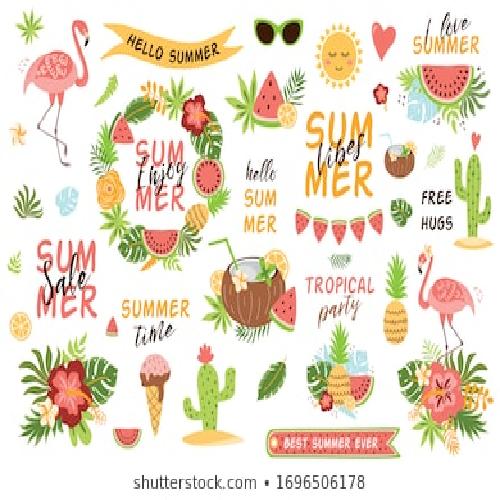 HELLO SUMMER
I love
SUMMER
SUM
Enjoy
MER
hello
SUM
MER
SUM
vibes
MER
FREE
HUGS
SUM
Sale
MER
SUMMER
time
TROPICAL
party
BEST SUMMER EVER
shutterstock · 1696506178